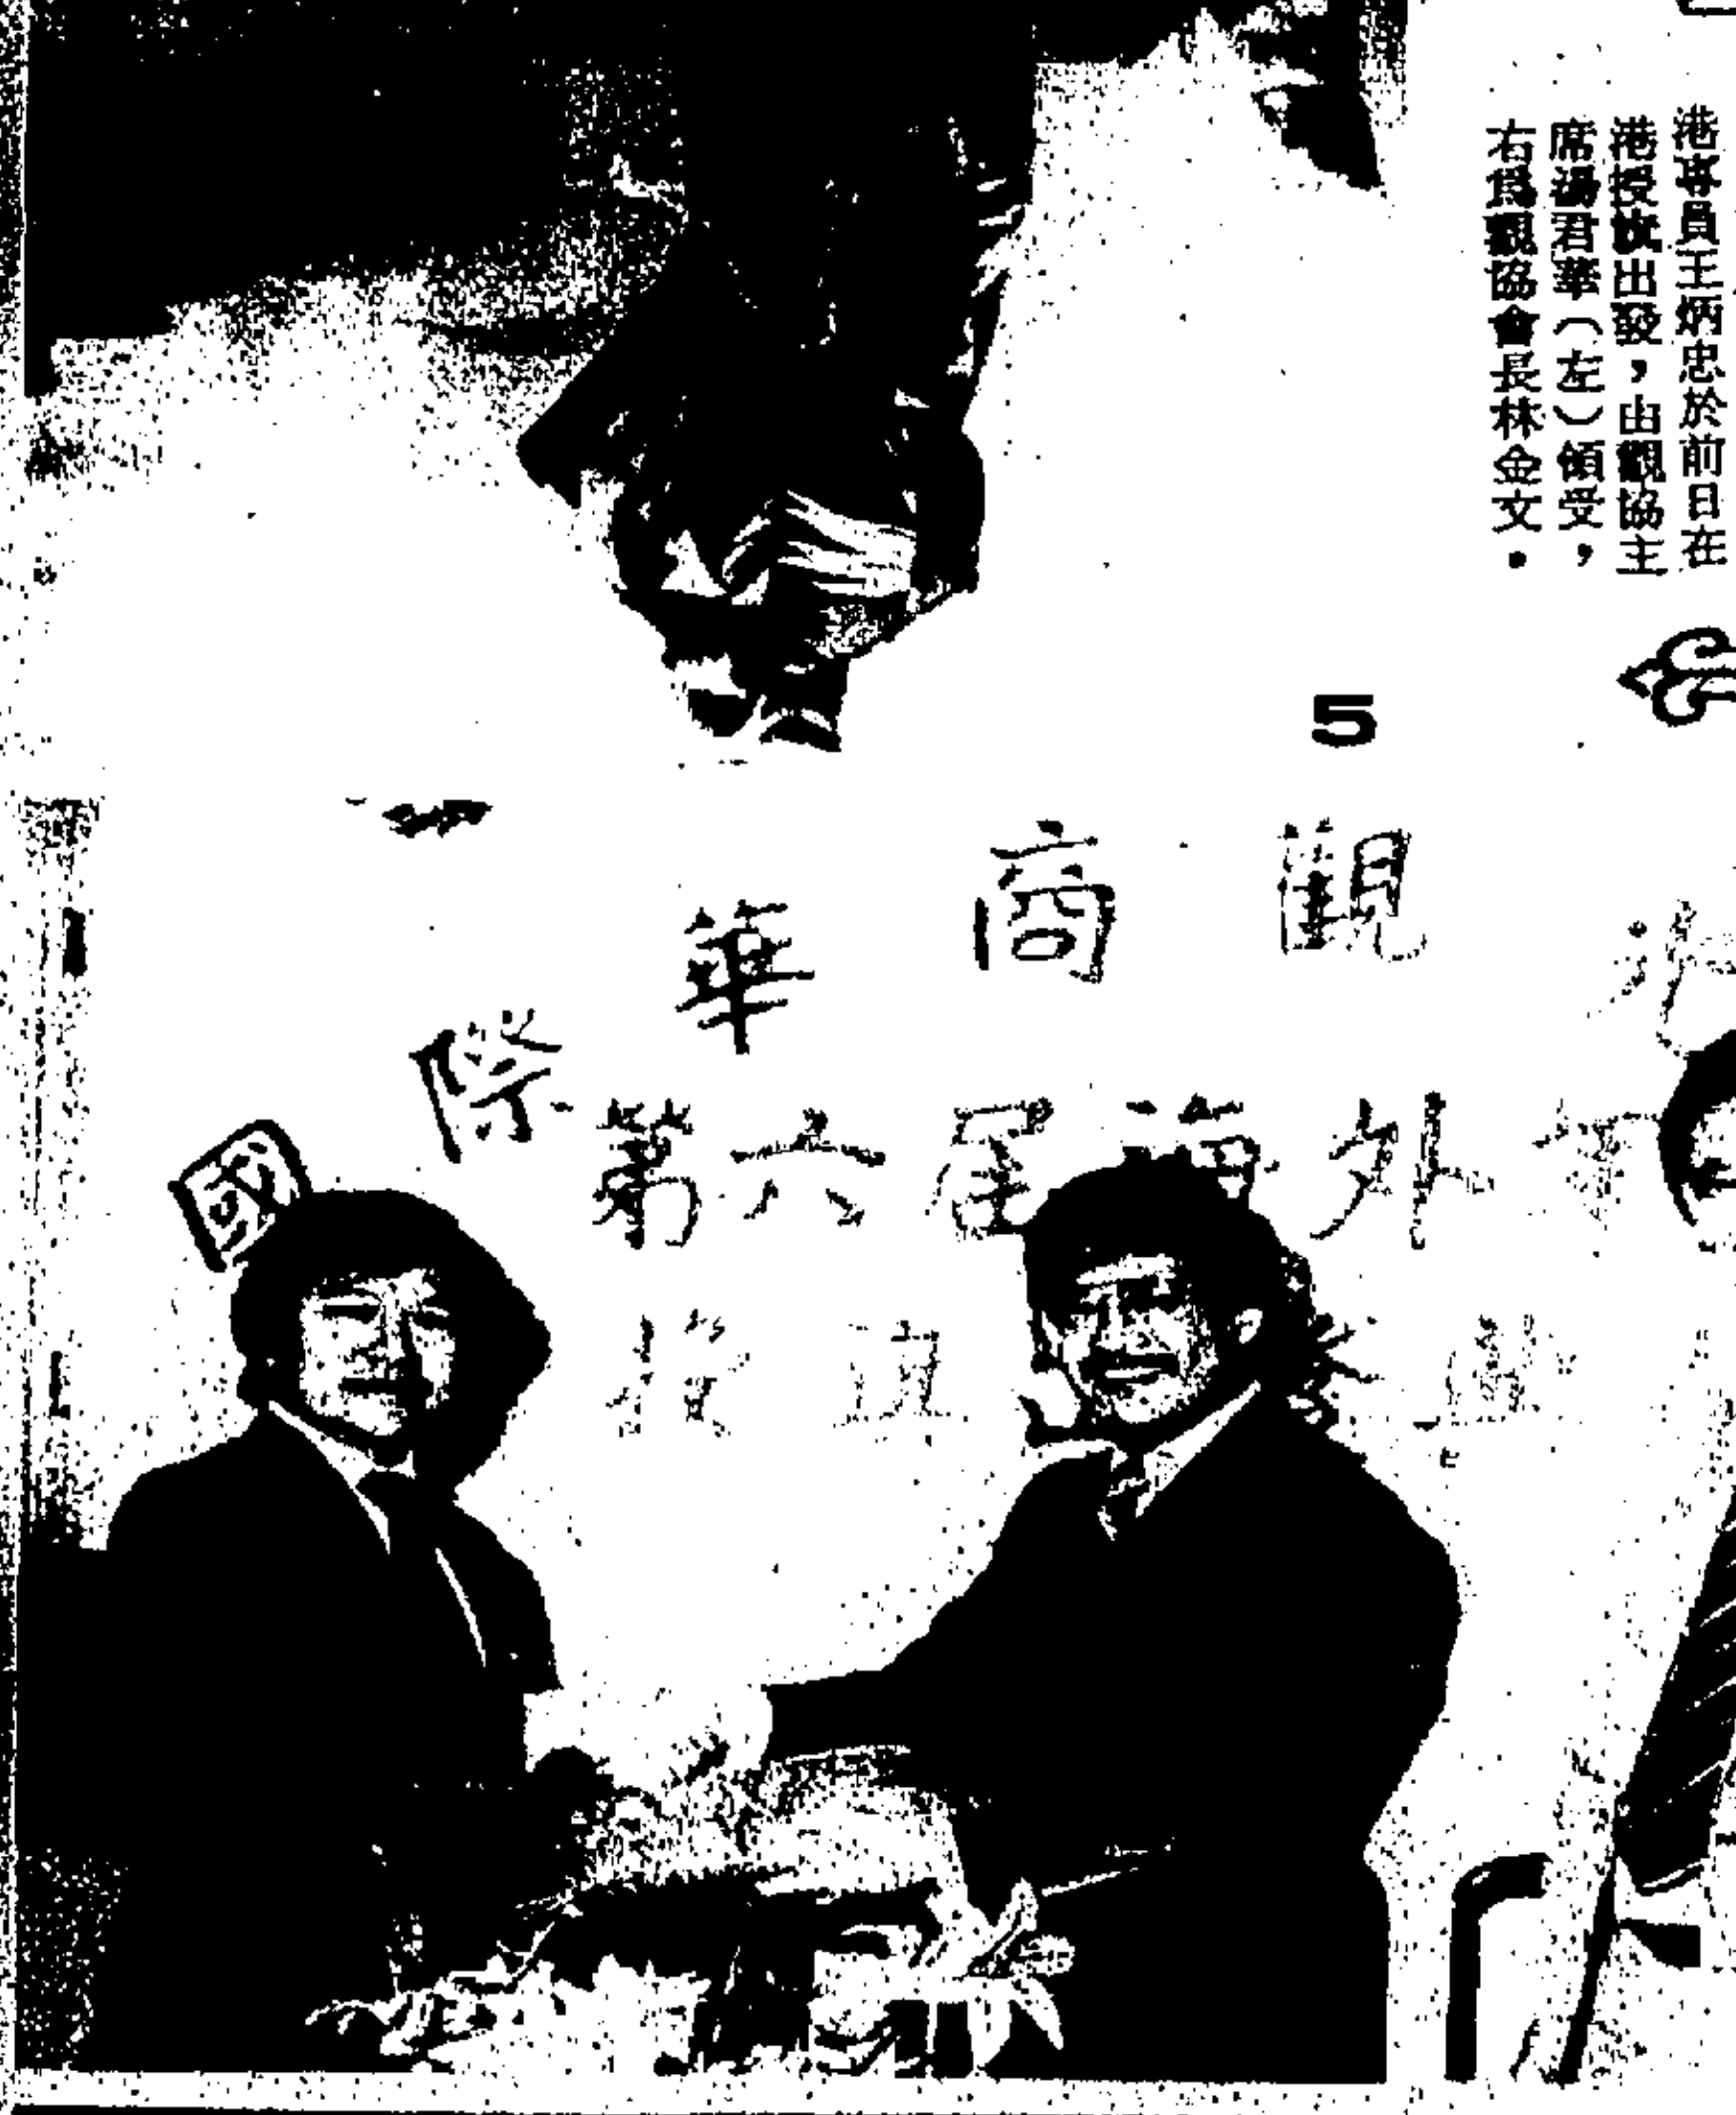 港專員王炳忠於前日在
港授旗出發，由觀協主
席湯君華（左）領受，
右爲觀協會長林金文．
5
國際華商觀
第六屆海外